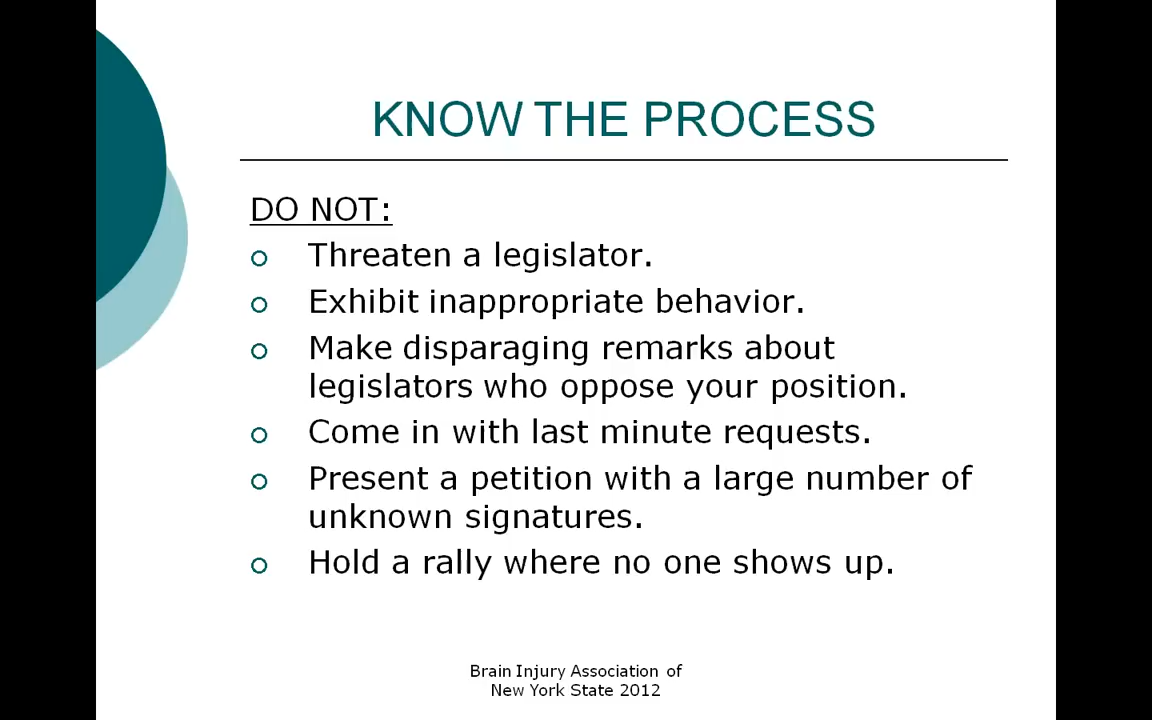 KNOW THE PROCESS
DO NOT:
Threaten a legislator.
Exhibit inappropriate behavior.
Make disparaging remarks about
legislators who oppose your position.
Come in with last minute requests.
Present a petition with a large number of
unknown signatures.
Hold a rally where no one shows up.
Brain Injury Association of
New York State 2012